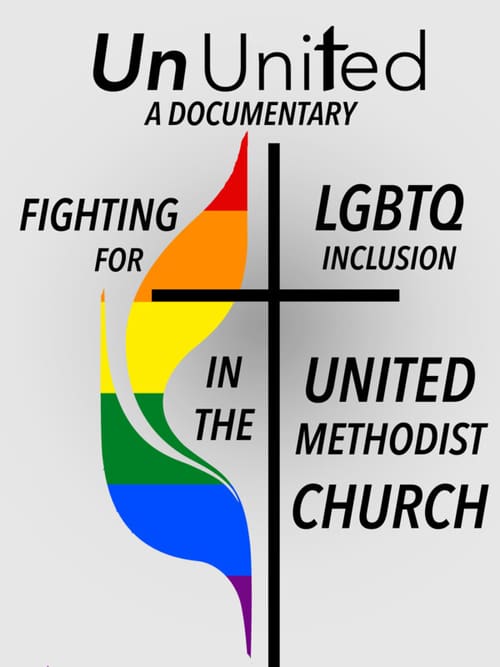 UnUnited
A DOCUMENTARY
FIGHTING
FOR
LGBTQ
INCLUSION
IN
THE
UNITED
METHODIST
CHURCH